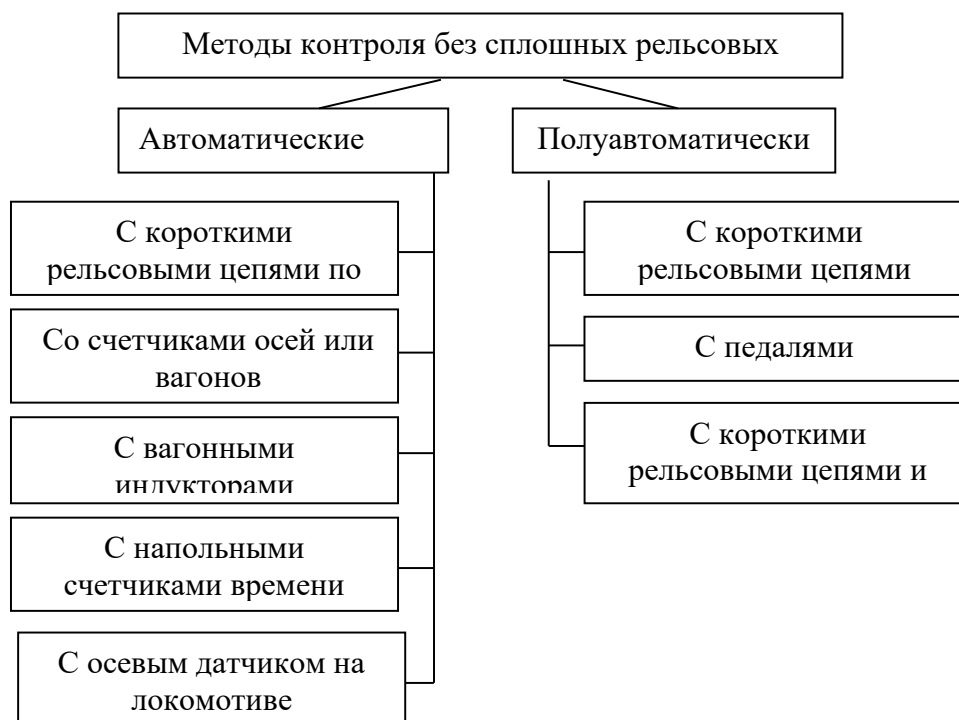 Методы контроля без сплошных рельсовых
Автоматические
Полуавтоматически
С короткими
рельсовыми цепями по
Со счетчиками осей или
вагонов
С вагонными
индукторами
С напольными
счетчиками времени
С осевым датчиком на
локомотиве
С короткими
рельсовыми цепями
С педалями
С короткими
рельсовыми цепями и